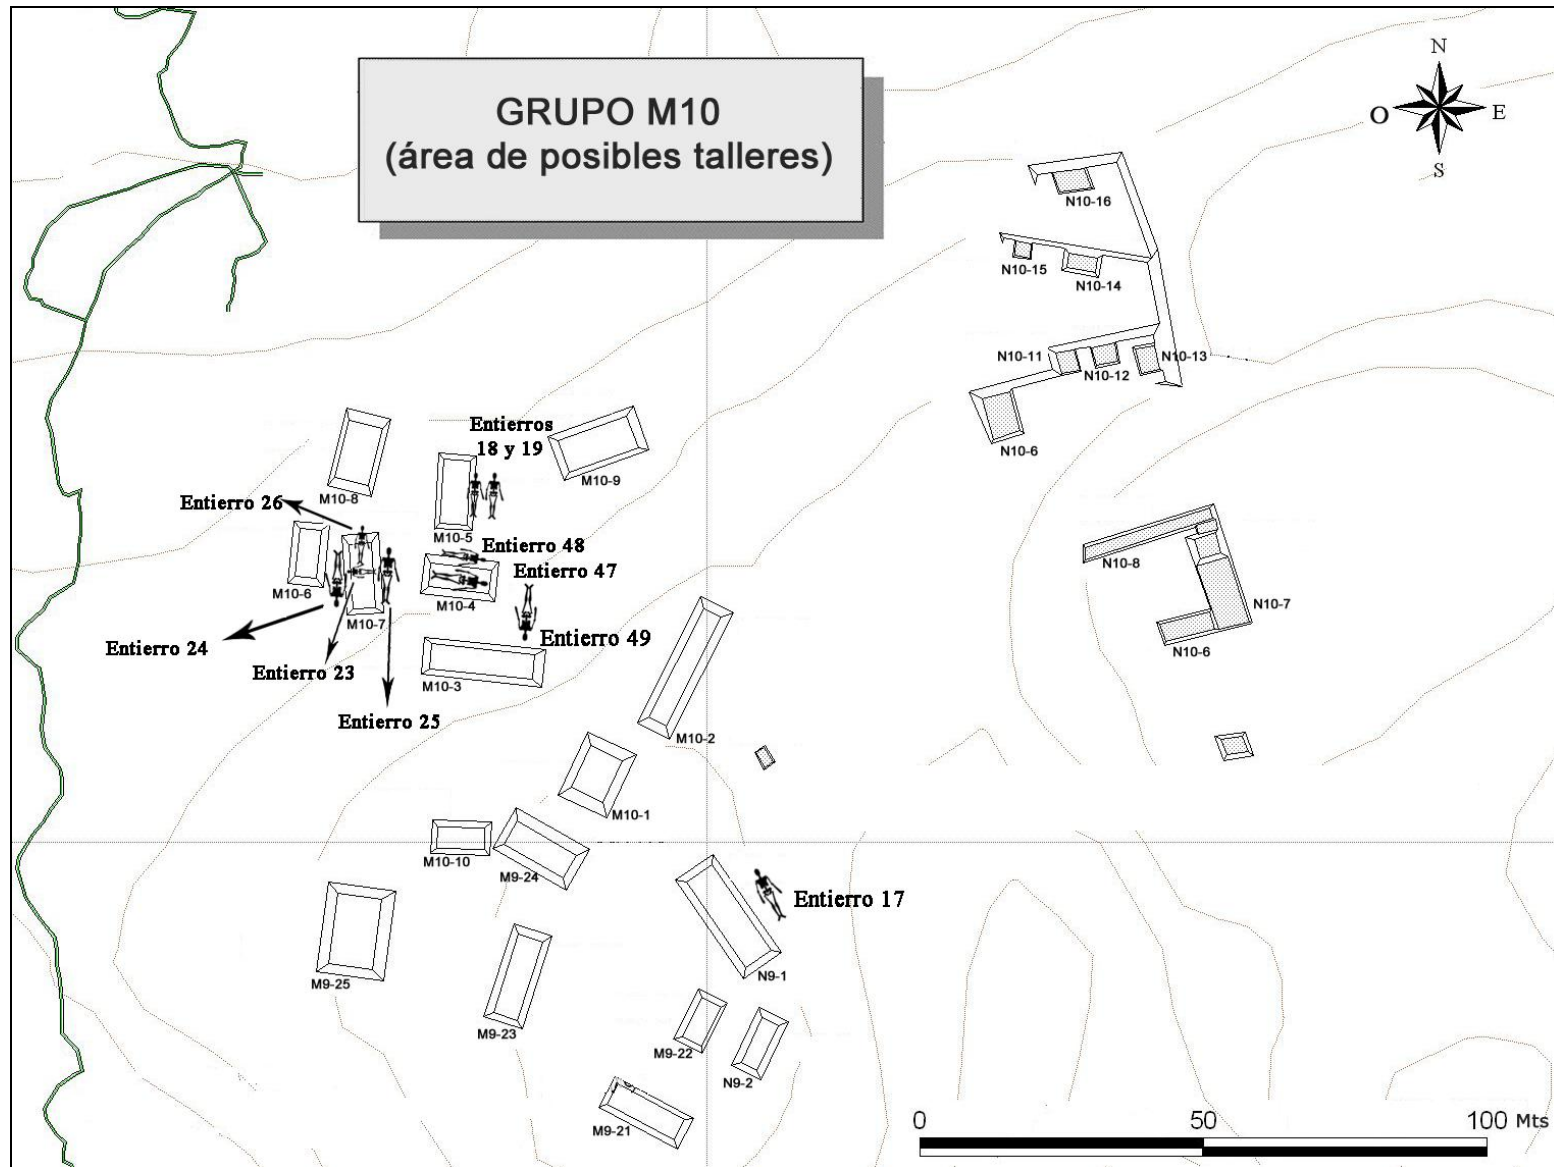 GRUPO M10
(área de posibles talleres)
N
O
E
S
N10-16
N10-15
N10-14
N10-11
N10-12
N10-13
N10-6
Entierros
18 y 19
M10-9
M10-8
Entierro 26
M10-5
Entierro 48
Entierro 47
M10-6
M10-7
M10-4
Entierro 24
Entierro 23
Entierro 49
M10-3
Entierro 25
M10-2
N10-8
N10-7
N10-6
M10-1
M10-10
M9-24
Entierro 17
M9-25
N9-1
M9-23
M9-22
N9-2
M9-21
0
50
100 Mts